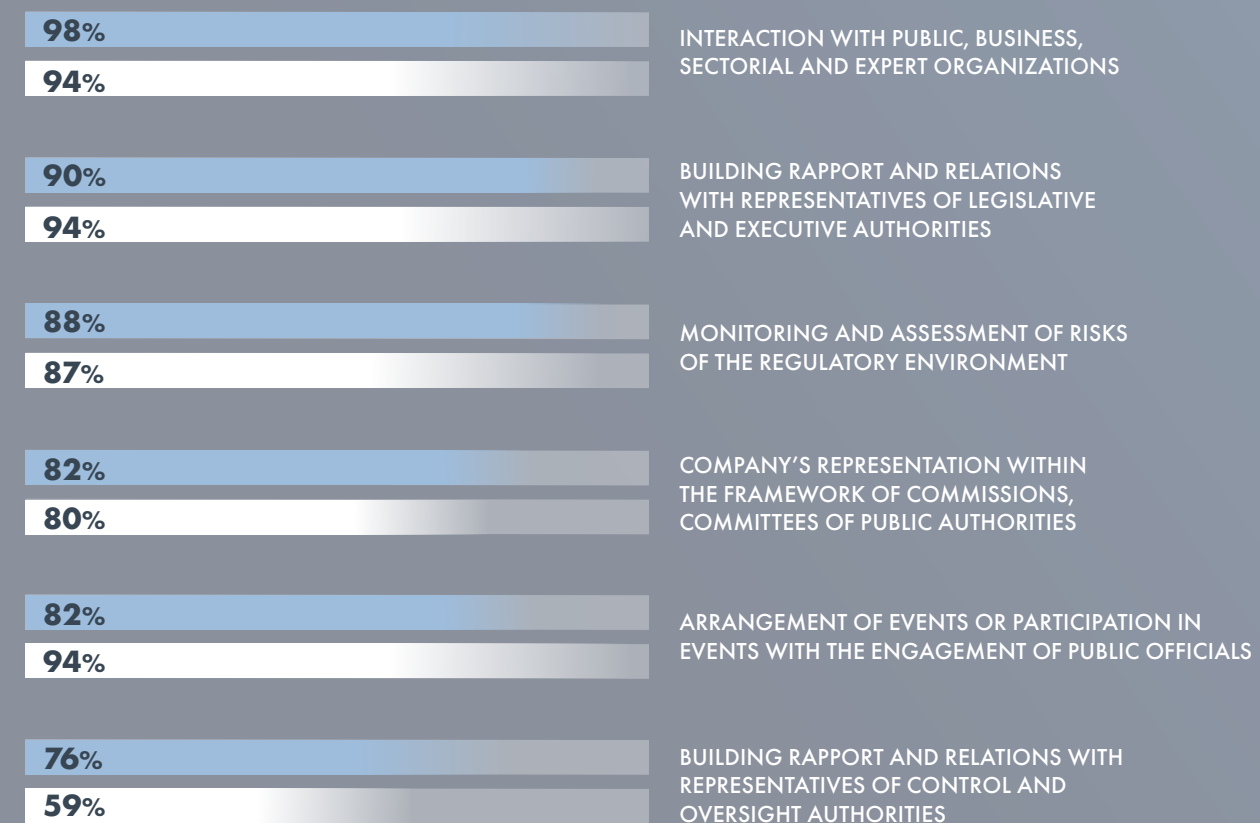 98%
94%
INTERACTION WITH PUBLIC, BUSINESS,
SECTORIAL AND EXPERT ORGANIZATIONS
90%
94%
BUILDING RAPPORT AND RELATIONS
WITH REPRESENTATIVES OF LEGISLATIVE
AND EXECUTIVE AUTHORITIES
88%
87%
MONITORING AND ASSESSMENT OF RISKS
OF THE REGULATORY ENVIRONMENT
82%
80%
COMPANY’S REPRESENTATION WITHIN
THE FRAMEWORK OF COMMISSIONS,
COMMITTEES OF PUBLIC AUTHORITIES
82%
94%
ARRANGEMENT OF EVENTS OR PARTICIPATION IN
EVENTS WITH THE ENGAGEMENT OF PUBLIC OFFICIALS
76%
59%
BUILDING RAPPORT AND RELATIONS WITH
REPRESENTATIVES OF CONTROL AND
OVERSIGHT AUTHORITIES